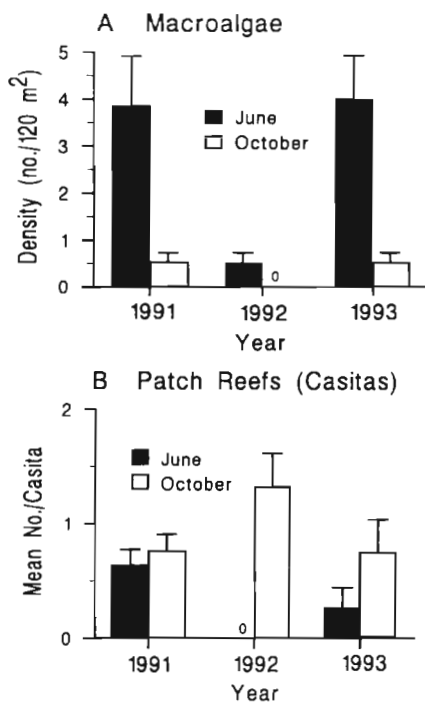 A Macroalgae
Density (no./120 m²)
5
4
3
2
1
0
June
October
0
1991 1992 1993
Year
B Patch Reefs (Casitas)
Mean No./Casita
2
1
0
June
October
0
1991 1992 1993
Year